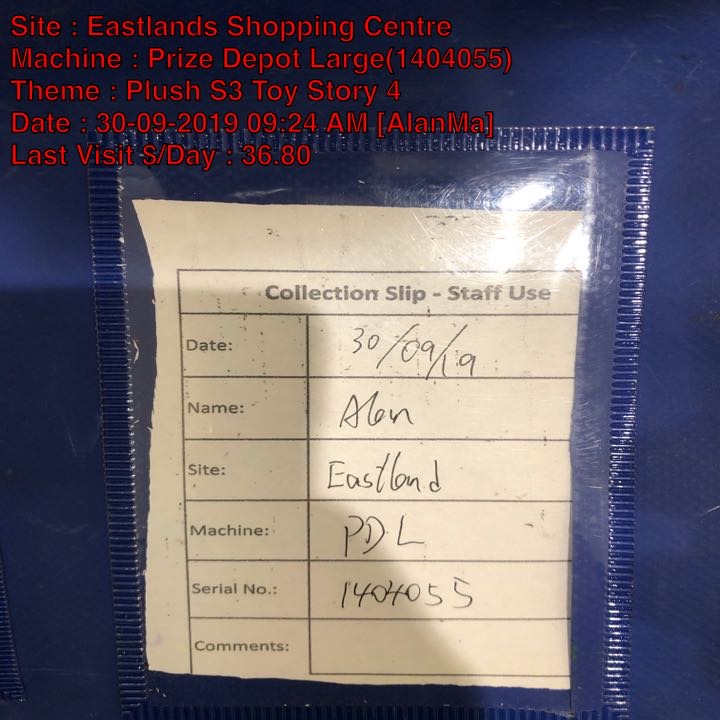 Site : Eastlands Shopping Centre
Machine : Prize Depot Large(1404055)
Theme : Plush S3 Toy Story 4
Date : 30-09-2019 09:24 AM [AlanMa]
Last Visit $/Day : 36.80
Collection Slip - Staff Use
Date: 30/09/19
Name: Alan
Site: Eastland
Machine: PDL
Serial No.: 1404055
Comments: